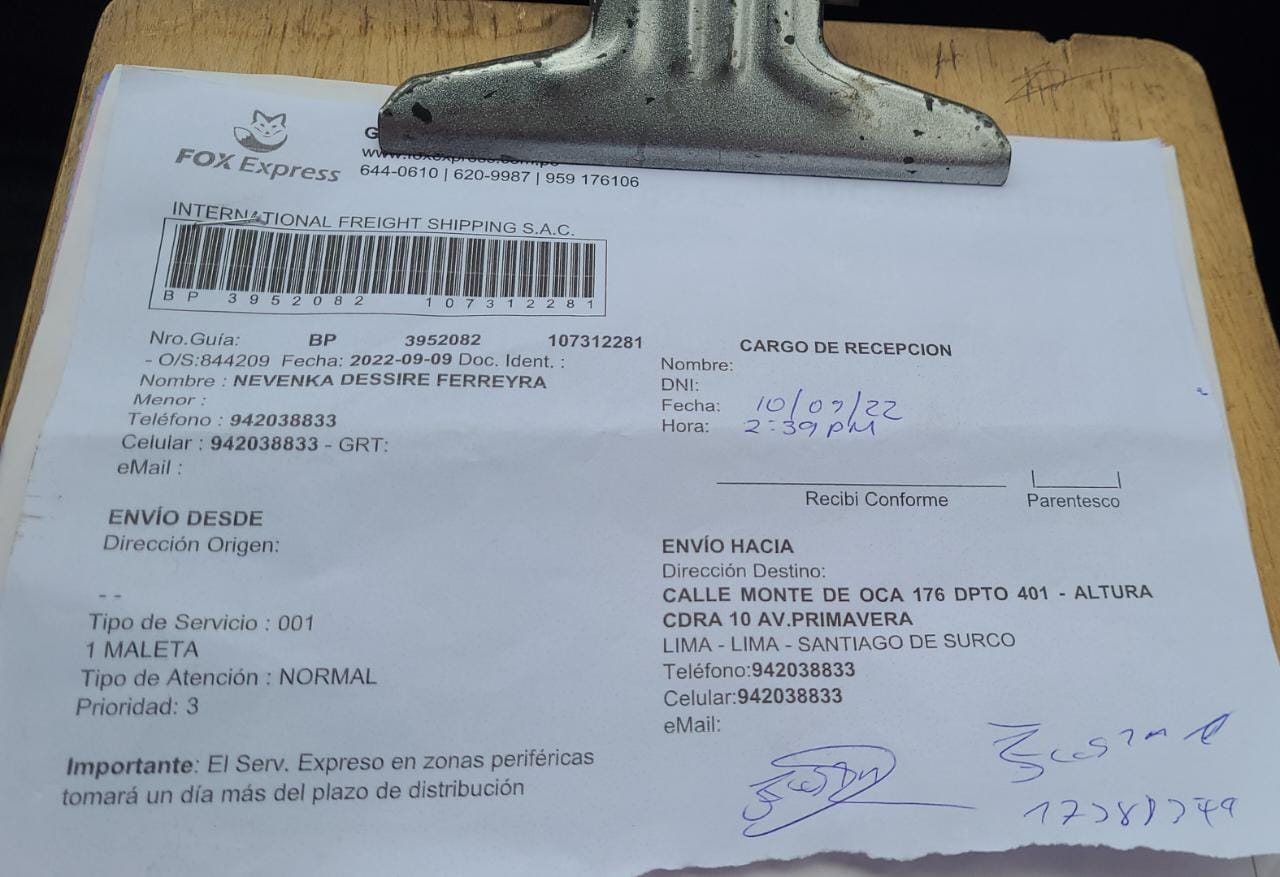 FOX Express
644-0610 | 620-9987 | 959 176106
INTERNATIONAL FREIGHT SHIPPING S.A.C.
BP 3952082 107312281
Nro.Guía: BP 3952082 107312281
- O/S:844209 Fecha: 2022-09-09 Doc. Ident. :
Nombre : NEVENKA DESSIRE FERREYRA
Menor :
Teléfono : 942038833
Celular : 942038833 - GRT:
eMail :
CARGO DE RECEPCION
Nombre:
DNI:
Fecha: 10/09/22
Hora: 2:39 PM
Recibi Conforme
Parentesco
ENVÍO DESDE
Dirección Origen:
- -
Tipo de Servicio : 001
1 MALETA
Tipo de Atención : NORMAL
Prioridad: 3
Importante: El Serv. Expreso en zonas periféricas
tomará un día más del plazo de distribución
ENVÍO HACIA
Dirección Destino:
CALLE MONTE DE OCA 176 DPTO 401 - ALTURA
CDRA 10 AV.PRIMAVERA
LIMA - LIMA - SANTIAGO DE SURCO
Teléfono:942038833
Celular:942038833
eMail: